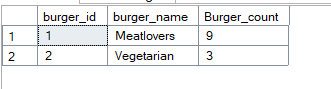 burger_id burger_name Burger_count
1 1 Meatlovers 9
2 2 Vegetarian 3